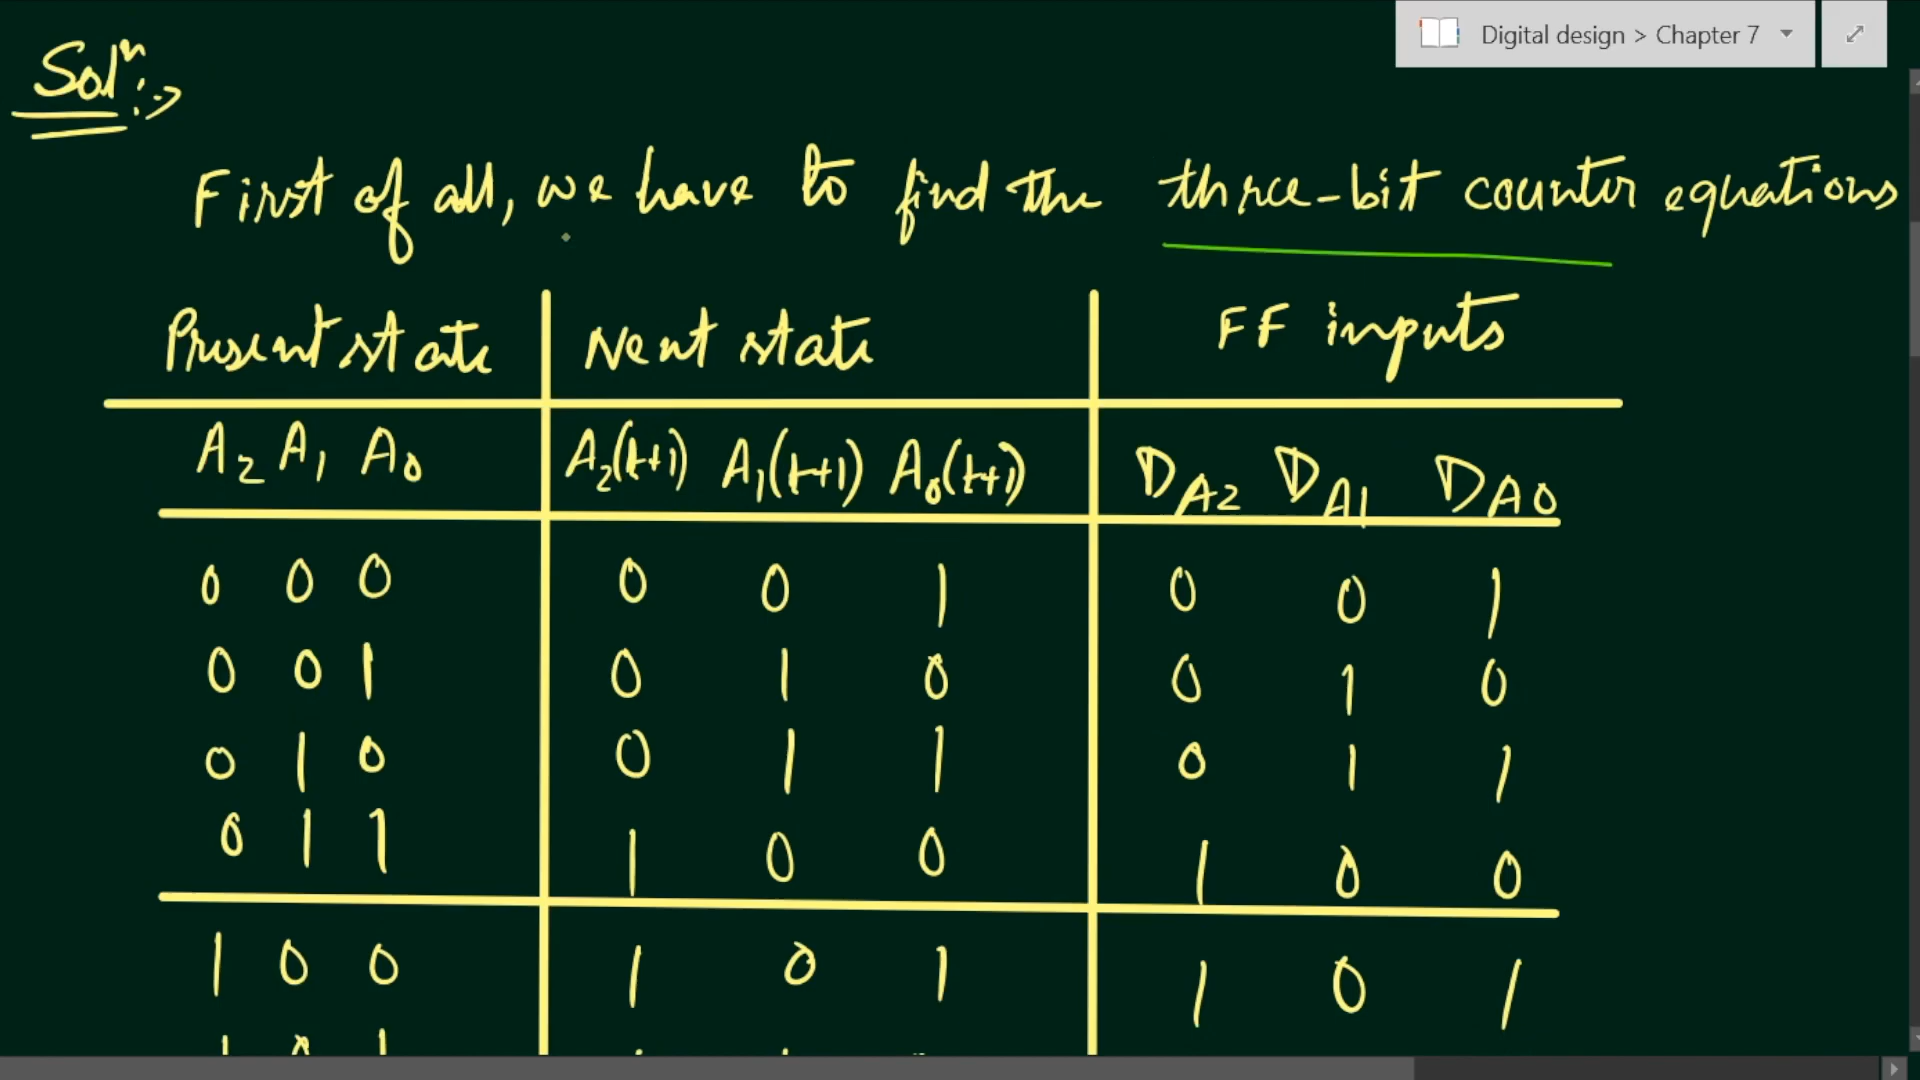 Digital design > Chapter 7
Solⁿ :->
First of all, we have to find the three-bit counter equations
Present state Next state FF inputs
A2 A1 A0 A2(t+1) A1(t+1) A0(t+1) DA2 DA1 DA0
0 0 0 0 0 1 0 0 1
0 0 1 0 1 0 0 1 0
0 1 0 0 1 1 0 1 1
0 1 1 1 0 0 1 0 0
1 0 0 1 0 1 1 0 1
1 0 1